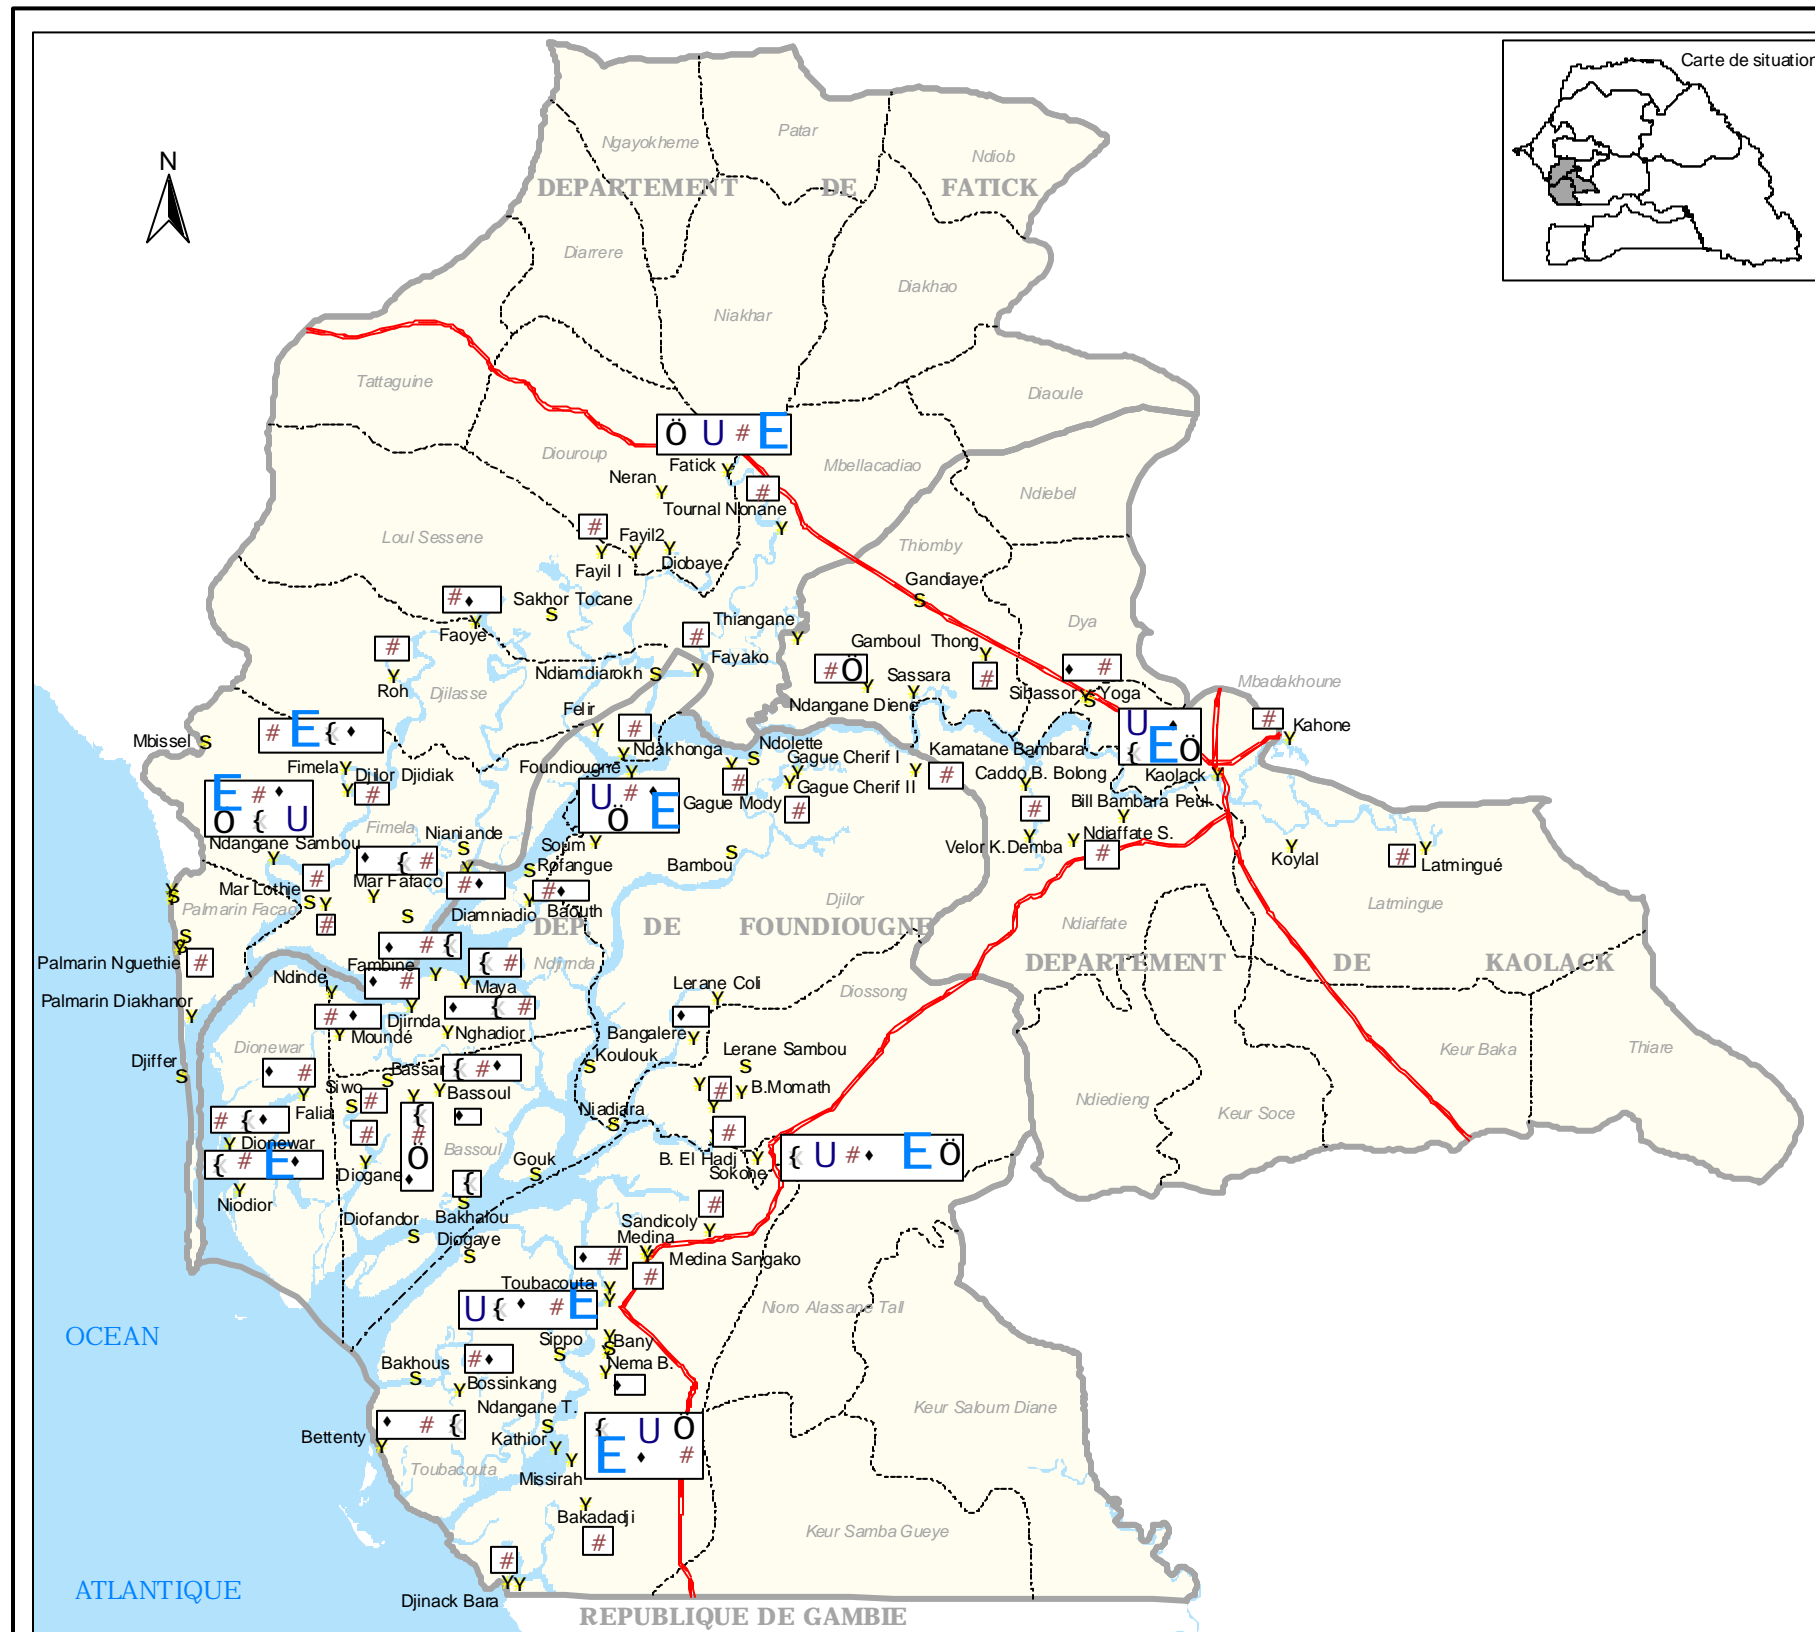 Carte de situation
N
Patar
Ngayokheme
Ndiob
DEPARTEMENT DE FATICK
Diarrere
Diakhao
Niakhar
Tattaguine
Diaoule
Ö U # E
Diouroup
Fatick
Mbellacadiao
Neran
Ndiebel
Tournal Nonane
Loul Sessene
Fayil2
Thiomby
Fayil I
Diobaye
Gandiaye
Sakhor Tocane
Thiangane
Dya
Faoye
Gamboul
Thong
Fayako
Ndiamdiarokh
Sassara
Roh
Djilasse
Sibassor
Yoga
Mbadakhoune
Ndangane Diene
Felir
Kahone
Mbissel
Ndakhonga
Ndolette
Kamatane Bambara
Fimela
Djilor Djidiak
Foundiougne
Gague Cherif I
Caddo B. Bolong
Kaolack
Gague Cherif II
Gague Mody
Bill Bambara Peul
Fimela
Nianiande
Ndiaffate S.
Ndangane Sambou
Soum
Velor K.Demba
Koylal
Rofangue
Bambou
Latmingué
Mar Lothie
Mar Fafaco
Palmarin Facao
Diamniadio
Baouth
Djilor
Latmingue
DEP. DE FOUNDIOUGNE
Ndiaffate
Palmarin Nguethie
Fambine
Ndjrnda
DEPARTEMENT DE KAOLACK
Ndinde
Maya
Lerane Coli
Diossong
Palmarin Diakhanor
Djirnda
Moundé
Nghadior
Bangalere
Dionewar
Koulouk
Lerane Sambou
Keur Baka
Thiare
Djiffer
Bassar
Siwo
B.Momath
Bassoul
Falia
Niadiara
Ndiedieng
Keur Soce
Dionewar
Bassoul
Gouk
B. El Hadj
Sokone
Diogane
Niodior
Diofandor
Bakhalou
Sandicoly
Diogaye
Medina
Medina Sangako
Toubacouta
Nioro Alassane Tall
OCEAN
Sippo
Bany
Bakhous
Nema B.
Bossinkang
Ndangane T.
Keur Saloum Diane
Bettenty
Kathior
Toubacouta
Missirah
Bakadadji
Keur Samba Gueye
ATLANTIQUE
Djinack Bara
REPUBLIQUE DE GAMBIE